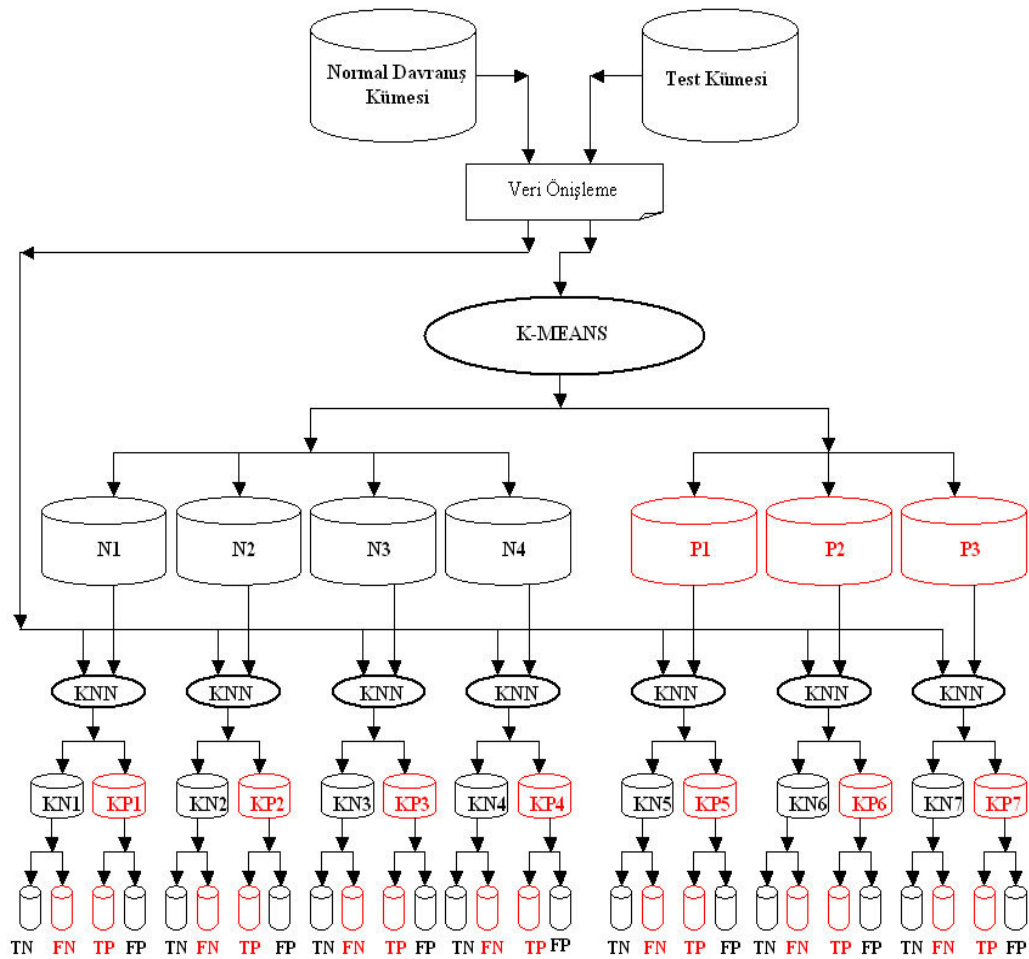 Normal Davranış
Kümesi
Test Kümesi
Veri Önişleme
K-MEANS
N1 N2 N3 N4 P1 P2 P3
KNN KNN KNN KNN KNN KNN KNN
KN1 KP1 KN2 KP2 KN3 KP3 KN4 KP4 KN5 KP5 KN6 KP6 KN7 KP7
TN FN TP FP TN FN TP FP TN FN TP FP TN FN TP FP TN FN TP FP TN FN TP FP TN FN TP FP